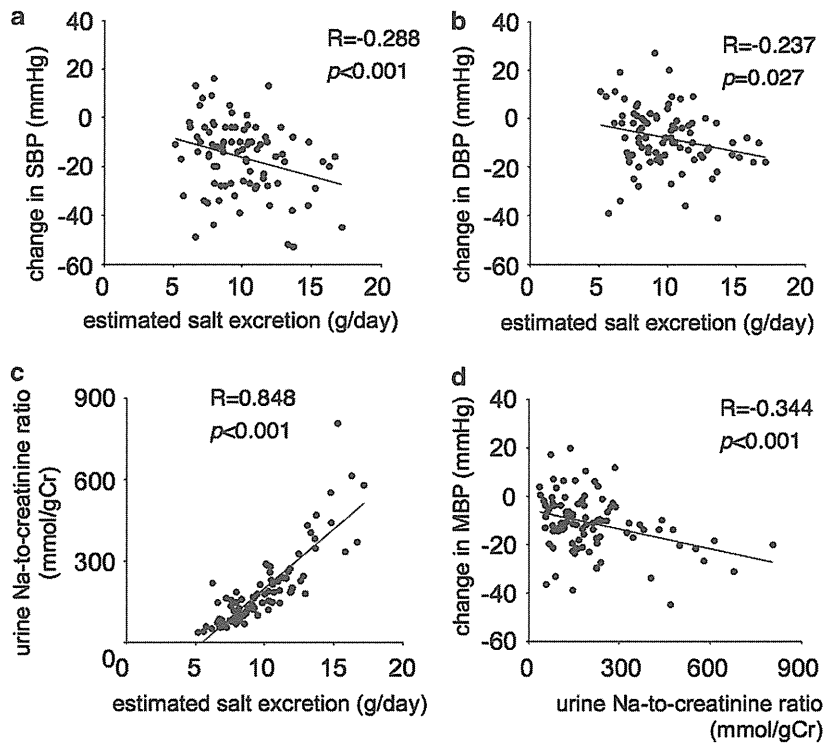 a
change in SBP (mmHg)
40
20
0
-20
-40
-60
R=-0.288
p<0.001
0
5
10
15
20
estimated salt excretion (g/day)
b
change in DBP (mmHg)
40
20
0
-20
-40
-60
R=-0.237
p=0.027
0
5
10
15
20
estimated salt excretion (g/day)
c
urine Na-to-creatinine ratio
(mmol/gCr)
900
600
300
0
R=0.848
p<0.001
0
5
10
15
20
estimated salt excretion (g/day)
d
change in MBP (mmHg)
40
20
0
-20
-40
-60
R=-0.344
p<0.001
0
300
600
900
urine Na-to-creatinine ratio
(mmol/gCr)